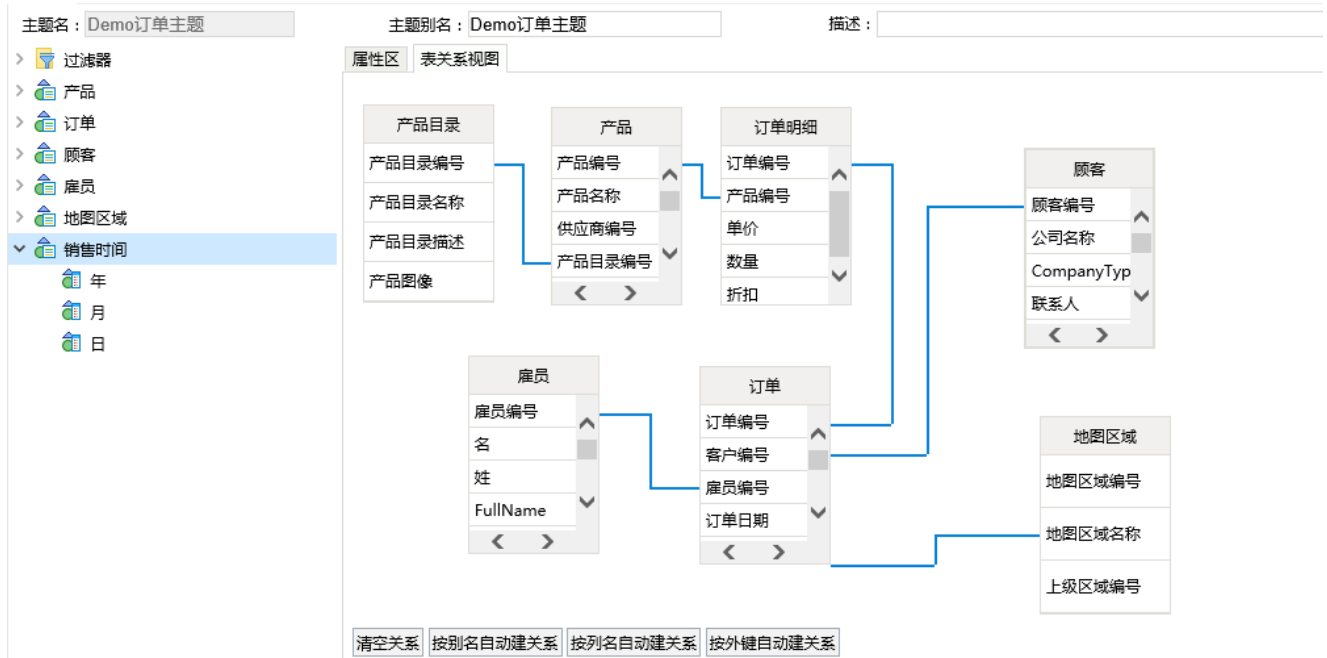 主题名：Demo订单主题 主题别名：Demo订单主题 描述：
过滤器
产品
订单
顾客
雇员
地图区域
销售时间
年
月
日
属性区 表关系视图
产品目录
产品目录编号
产品目录名称
产品目录描述
产品图像
产品
产品编号
产品名称
供应商编号
产品目录编号
订单明细
订单编号
产品编号
单价
数量
折扣
顾客
顾客编号
公司名称
CompanyTyp
联系人
雇员
雇员编号
名
姓
FullName
订单
订单编号
客户编号
雇员编号
订单日期
地图区域
地图区域编号
地图区域名称
上级区域编号
清空关系 按别名自动建关系 按列名自动建关系 按外键自动建关系